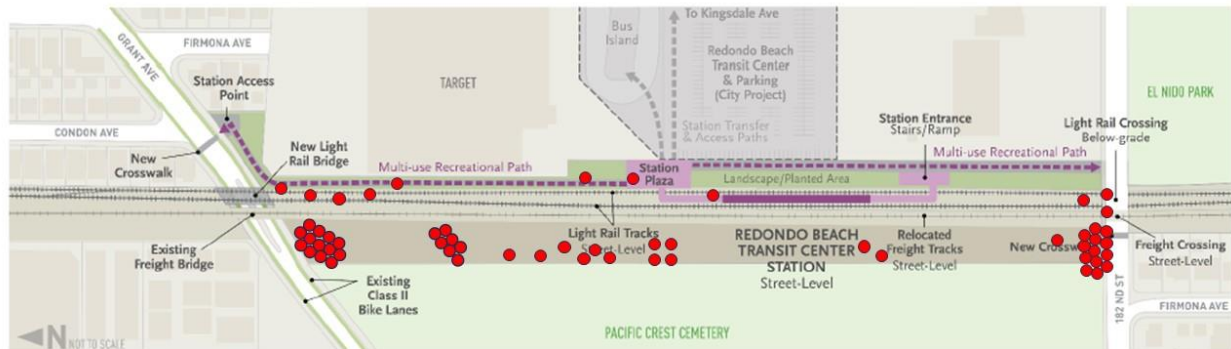 GRANT AVE
FIRMONA AVE
Station Access
Point
CONDON AVE
New
Crosswalk
New Light
Rail Bridge
TARGET
Multi-use Recreational Path
Existing
Freight Bridge
Existing
Class II
Bike Lanes
N
NOT TO SCALE
Bus
Island
To Kingsdale Ave
Redondo Beach
Transit Center
& Parking
(City Project)
Station Transfer
& Access Paths
Station
Plaza
Landscape/Planted Area
Station Entrance
Stairs/Ramp
Multi-use Recreational Path
EL NIDO PARK
Light Rail Crossing
Below-grade
Light Rail Tracks
Street-Level
REDONDO BEACH
TRANSIT CENTER
STATION
Street-Level
Relocated
Freight Tracks
Street-Level
New
Freight Crossing
Street-Level
182 ND ST
FIRMONA AVE
PACIFIC CREST CEMETERY